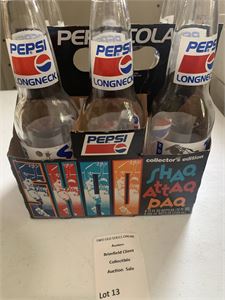 PEPSI-COLA
PEPSI
LONGNECK
PEPSI
LONGNECK
PEPSI
LONGNECK
PEPSI
collector's edition
SHAQ
ATTAQ
PAQ
Brimfield Client
Collectible
Auction Sale
Lot 13